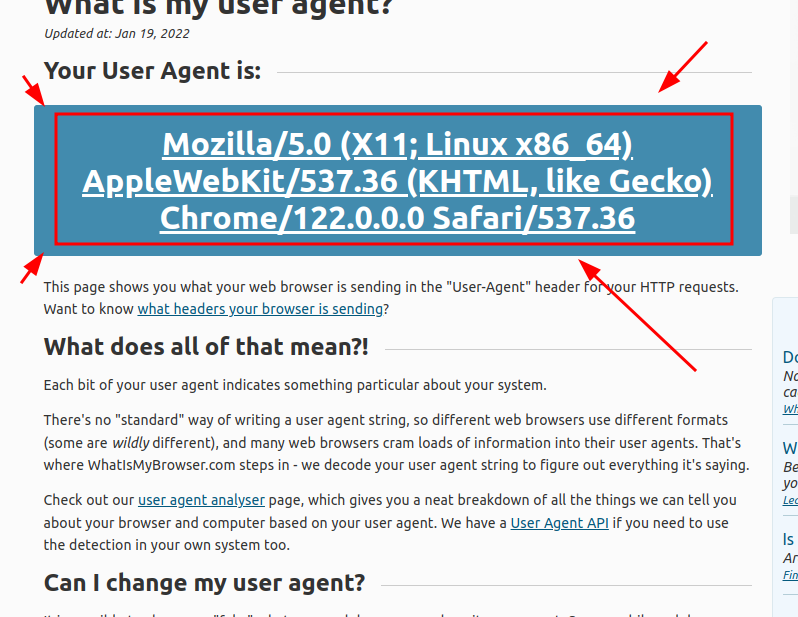 What is my user agent?
Updated at: Jan 19, 2022
Your User Agent is:
Mozilla/5.0 (X11; Linux x86_64)
AppleWebKit/537.36 (KHTML, like Gecko)
Chrome/122.0.0.0 Safari/537.36
This page shows you what your web browser is sending in the "User-Agent" header for your HTTP requests.
Want to know what headers your browser is sending?
What does all of that mean?!
Each bit of your user agent indicates something particular about your system.
There's no "standard" way of writing a user agent string, so different web browsers use different formats
(some are wildly different), and many web browsers cram loads of information into their user agents. That's
where WhatIsMyBrowser.com steps in - we decode your user agent string to figure out everything it's saying.
Check out our user agent analyser page, which gives you a neat breakdown of all the things we can tell you
about your browser and computer based on your user agent. We have a User Agent API if you need to use
the detection in your own system too.
Can I change my user agent?
Is